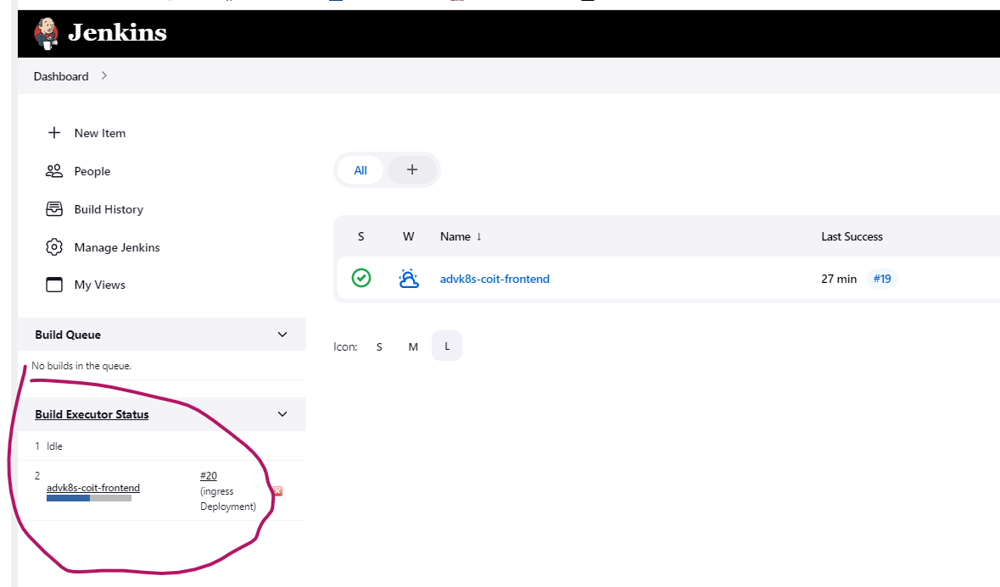 Jenkins
Dashboard
New Item
People
Build History
Manage Jenkins
My Views
All
S W Name ↓ Last Success
advk8s-coit-frontend 27 min #19
Icon: S M L
Build Queue
No builds in the queue.
Build Executor Status
1 Idle
2 advk8s-coit-frontend #20
(ingress
Deployment)